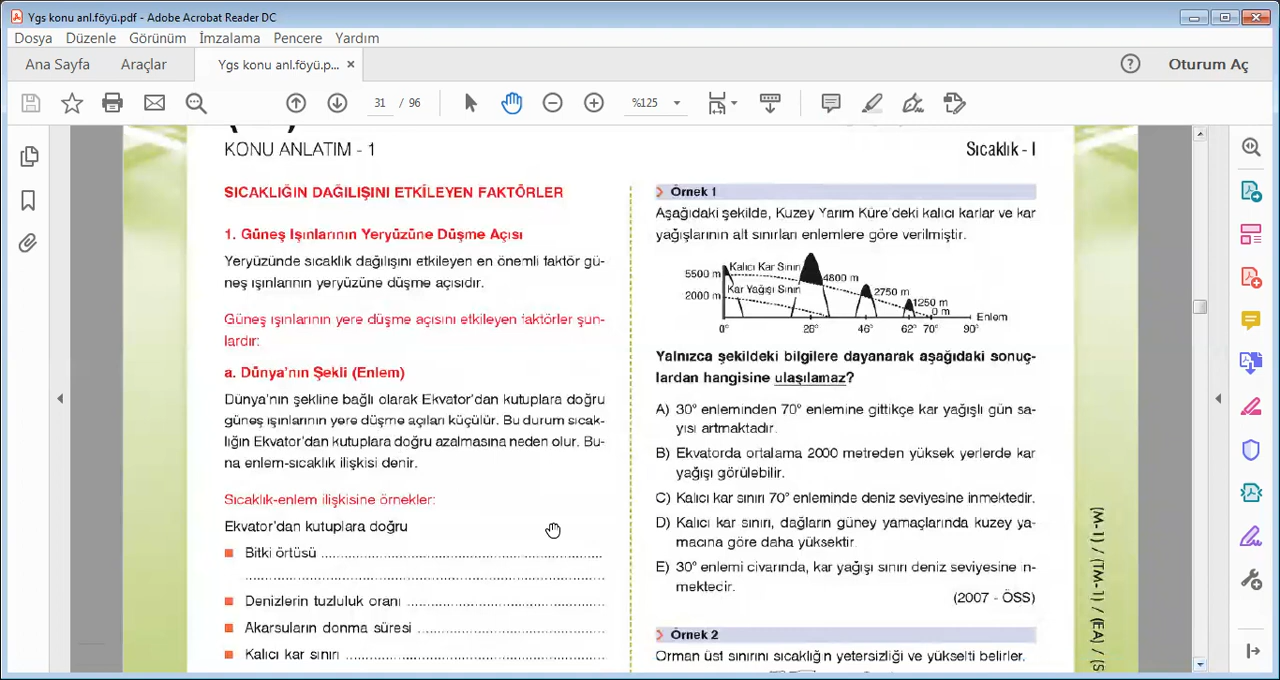 Ygs konu anl.föyü.pdf - Adobe Acrobat Reader DC
Dosya Düzenle Görünüm İmzalama Pencere Yardım
Ana Sayfa Araçlar Ygs konu anl.föyü.p... × Oturum Aç
31 / 96 %125
KONU ANLATIM - 1
Sıcaklık - I
SICAKLIĞIN DAĞILIŞINI ETKİLEYEN FAKTÖRLER
1. Güneş Işınlarının Yeryüzüne Düşme Açısı
Yeryüzünde sıcaklık dağılışını etkileyen en önemli faktör gü-
neş ışınlarının yeryüzüne düşme açısıdır.
Güneş ışınlarının yere düşme açısını etkileyen faktörler şun-
lardır:
a. Dünya'nın Şekli (Enlem)
Dünya'nın şekline bağlı olarak Ekvator'dan kutuplara doğru
güneş ışınlarının yere düşme açıları küçülür. Bu durum sıcak-
lığın Ekvator'dan kutuplara doğru azalmasına neden olur. Bu-
na enlem-sıcaklık ilişkisi denir.
Sıcaklık-enlem ilişkisine örnekler:
Ekvator'dan kutuplara doğru
Bitki örtüsü ......................................................................
......................................................................
Denizlerin tuzluluk oranı ..................................................
Akarsuların donma süresi ................................................
Kalıcı kar sınırı ................................................................
Örnek 1
Aşağıdaki şekilde, Kuzey Yarım Küre'deki kalıcı karlar ve kar
yağışlarının alt sınırları enlemlere göre verilmiştir.
5500 m Kalıcı Kar Sınırı 4800 m
2000 m Kar Yağışı Sınırı 2750 m
1250 m
0 m
Enlem
0° 26° 46° 62° 70° 90°
Yalnızca şekildeki bilgilere dayanarak aşağıdaki sonuç-
lardan hangisine ulaşılamaz?
A) 30° enleminden 70° enlemine gittikçe kar yağışlı gün sa-
yısı artmaktadır.
B) Ekvatorda ortalama 2000 metreden yüksek yerlerde kar
yağışı görülebilir.
C) Kalıcı kar sınırı 70° enleminde deniz seviyesine inmektedir.
D) Kalıcı kar sınırı, dağların güney yamaçlarında kuzey ya-
macına göre daha yüksektir.
E) 30° enlemi civarında, kar yağışı sınırı deniz seviyesine in-
mektedir.
(2007 - ÖSS)
Örnek 2
Orman üst sınırını sıcaklığın yetersizliği ve yükselti belirler.
(M-1) / (TM-1) / (EA) / (S